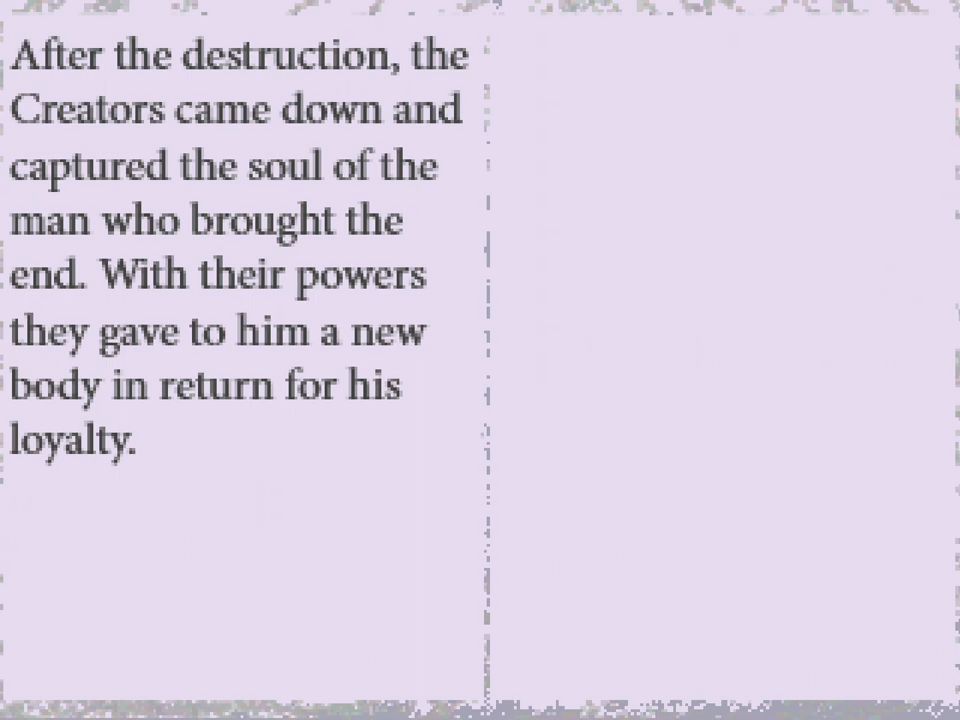 After the destruction, the
Creators came down and
captured the soul of the
man who brought the
end. With their powers
they gave to him a new
body in return for his
loyalty.